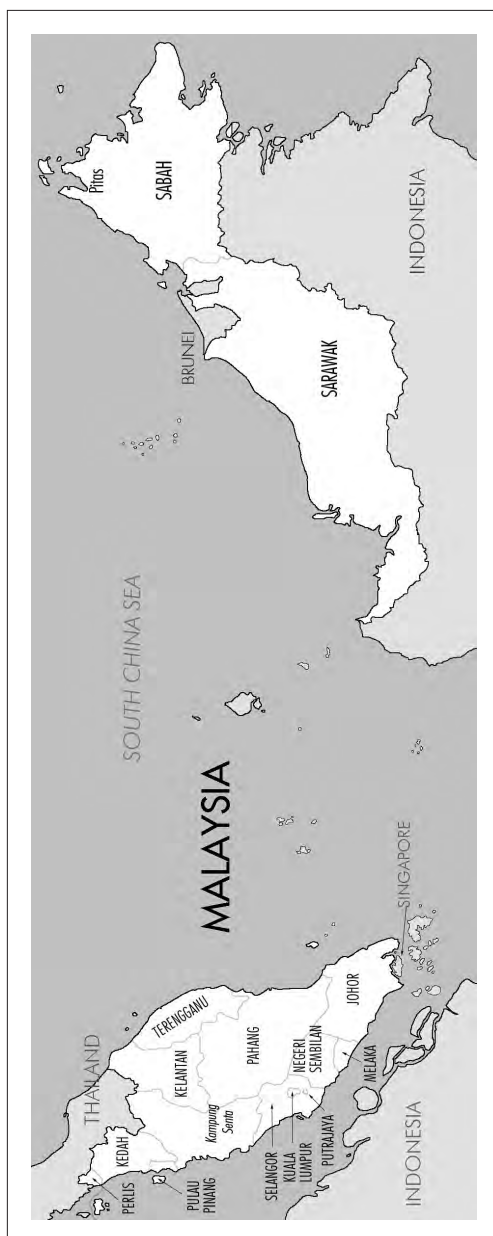 THAILAND
PERLIS
KEDAH
PULAU
PINANG
KELANTAN
TERENGGANU
Kampung
Senta
PAHANG
SELANGOR
KUALA
LUMPUR
PUTRAJAYA
NEGERI
SEMBILAN
MELAKA
JOHOR
SINGAPORE
INDONESIA
MALAYSIA
SOUTH CHINA SEA
BRUNEI
SARAWAK
SABAH
Pitas
INDONESIA